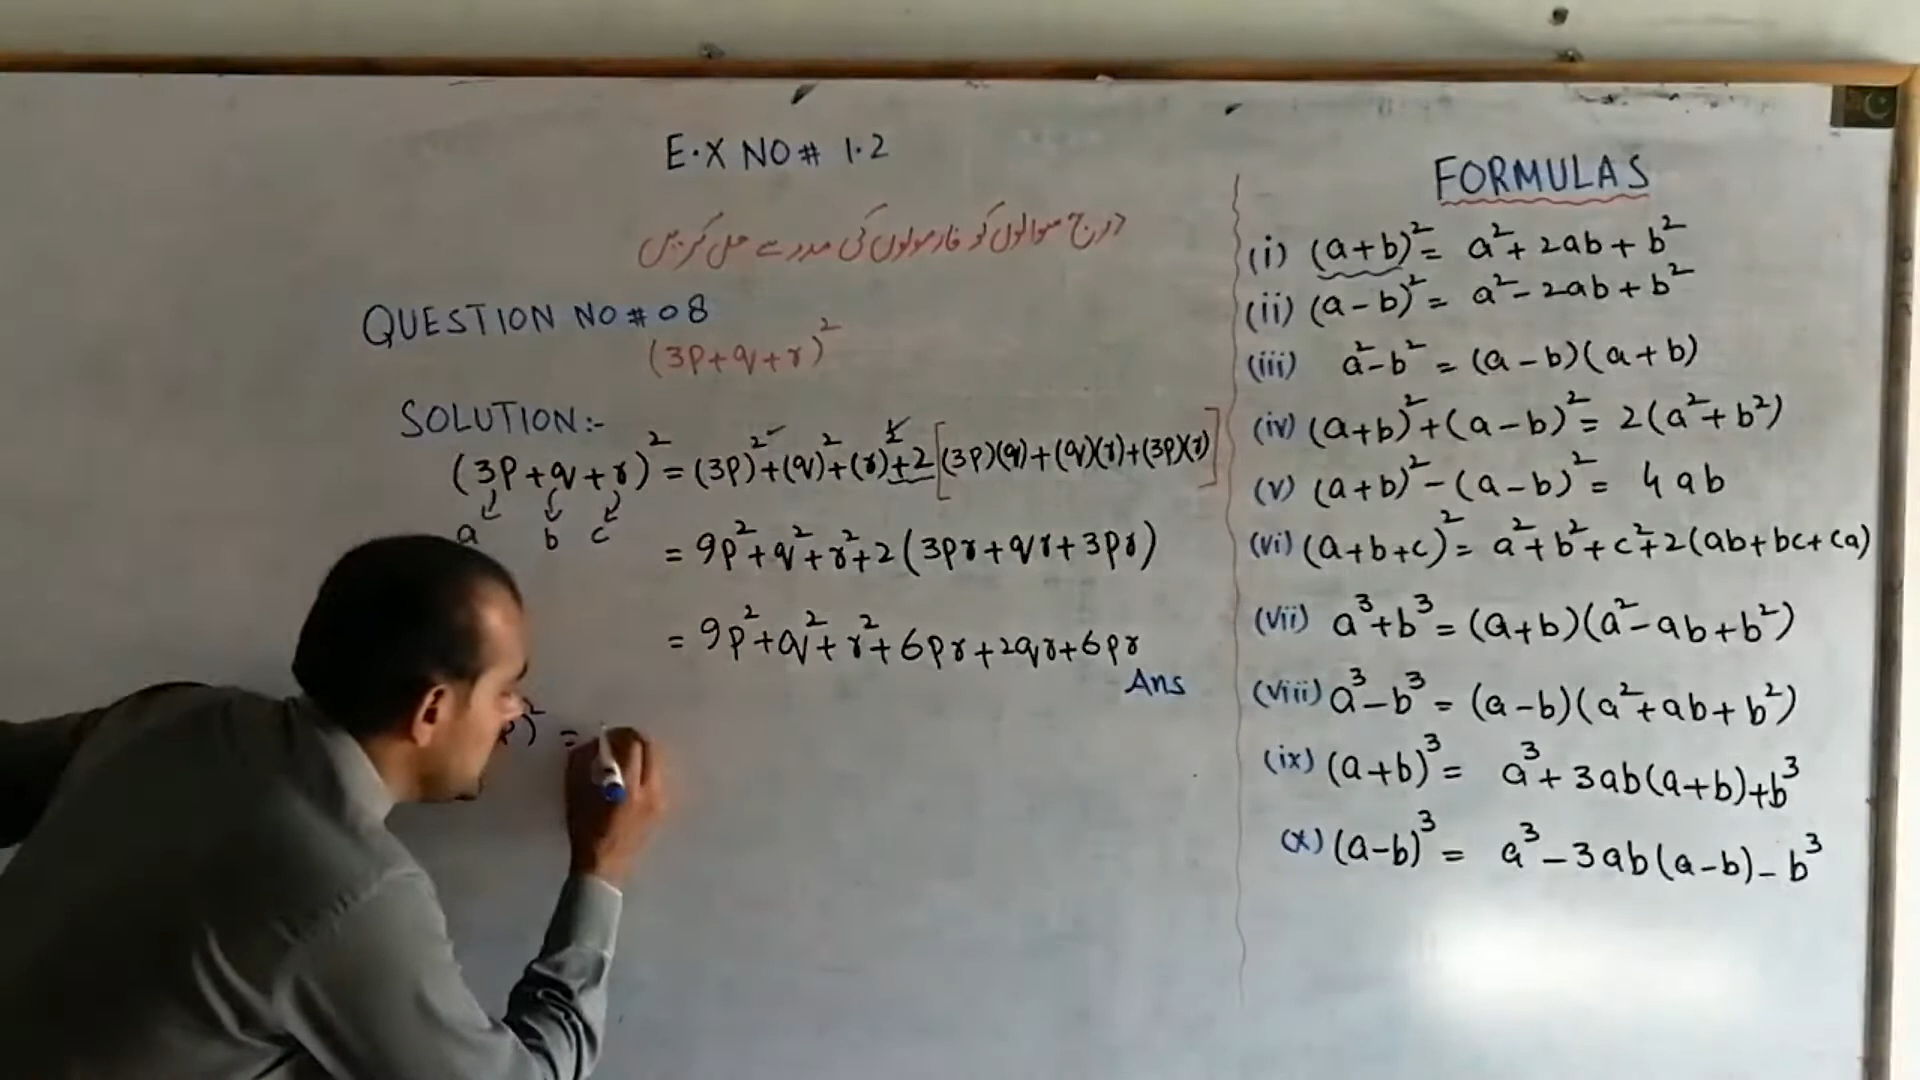 E.X NO# 1.2
درج سوالوں کو فارمولوں کی مدد سے حل کریں
QUESTION NO#08
(3p+q+r)²
SOLUTION:-
(3p+q+r)² = (3p)²+(q)²+(r)²+2[(3p)(q)+(q)(r)+(3p)(r)]
a b c
= 9p²+q²+r²+2(3pr+qr+3pr)
= 9p²+q²+r²+6pr+2qr+6pr
Ans
)² =
FORMULAS
(i) (a+b)² = a²+2ab+b²
(ii) (a-b)² = a²-2ab+b²
(iii) a²-b² = (a-b)(a+b)
(iv) (a+b)²+(a-b)² = 2(a²+b²)
(v) (a+b)²-(a-b)² = 4ab
(vi) (a+b+c)² = a²+b²+c²+2(ab+bc+ca)
(vii) a³+b³ = (a+b)(a²-ab+b²)
(viii) a³-b³ = (a-b)(a²+ab+b²)
(ix) (a+b)³ = a³+3ab(a+b)+b³
(x) (a-b)³ = a³-3ab(a-b)-b³